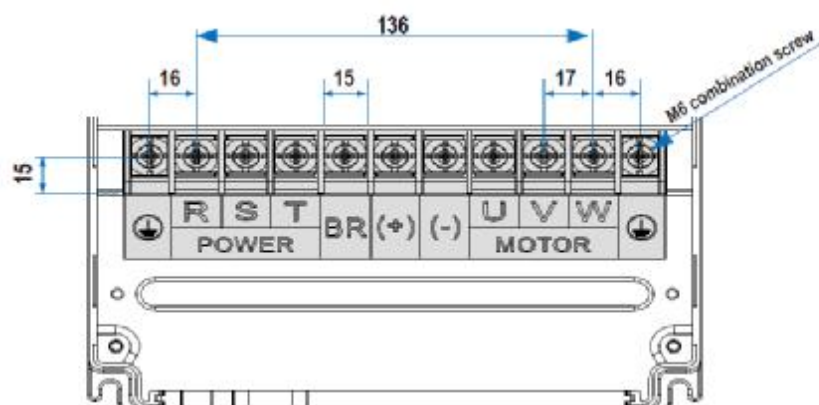 136
16
15
17
16
M6 combination screw
15
R S T
BR
(+)
(-)
U V W
POWER
MOTOR